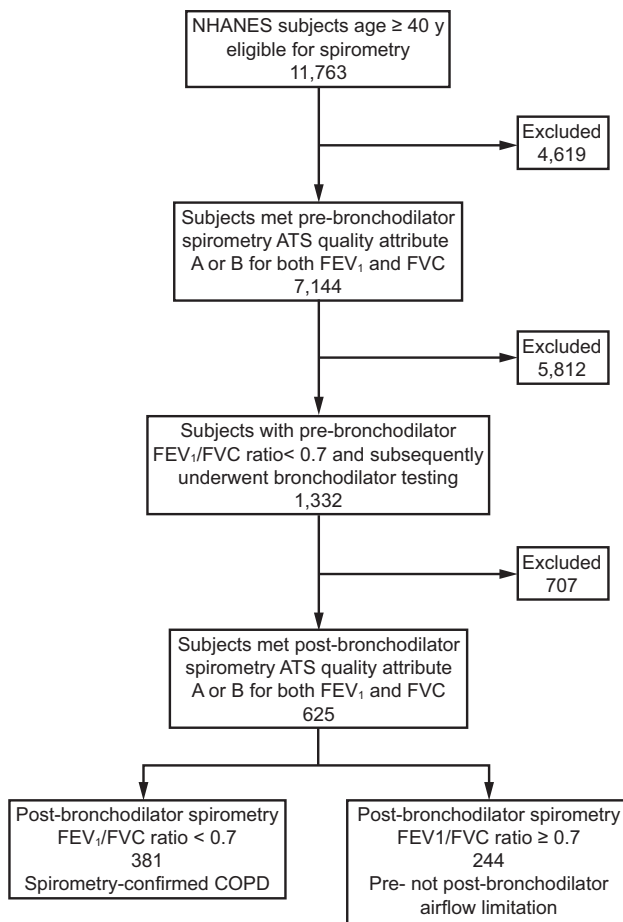 NHANES subjects age ≥ 40 y
eligible for spirometry
11,763
Excluded
4,619
Subjects met pre-bronchodilator
spirometry ATS quality attribute
A or B for both FEV₁ and FVC
7,144
Excluded
5,812
Subjects with pre-bronchodilator
FEV₁/FVC ratio< 0.7 and subsequently
underwent bronchodilator testing
1,332
Excluded
707
Subjects met post-bronchodilator
spirometry ATS quality attribute
A or B for both FEV₁ and FVC
625
Post-bronchodilator spirometry
FEV₁/FVC ratio < 0.7
381
Spirometry-confirmed COPD
Post-bronchodilator spirometry
FEV1/FVC ratio ≥ 0.7
244
Pre- not post-bronchodilator
airflow limitation